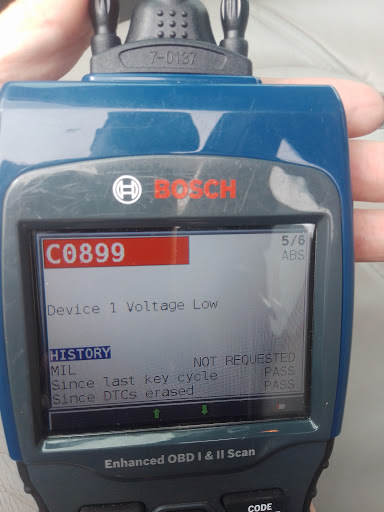 7-0137
BOSCH
C0899 5/6
ABS
Device 1 Voltage Low
HISTORY
MIL NOT REQUESTED
Since last key cycle PASS
Since DTCs erased PASS
Enhanced OBD I & II Scan
CODE